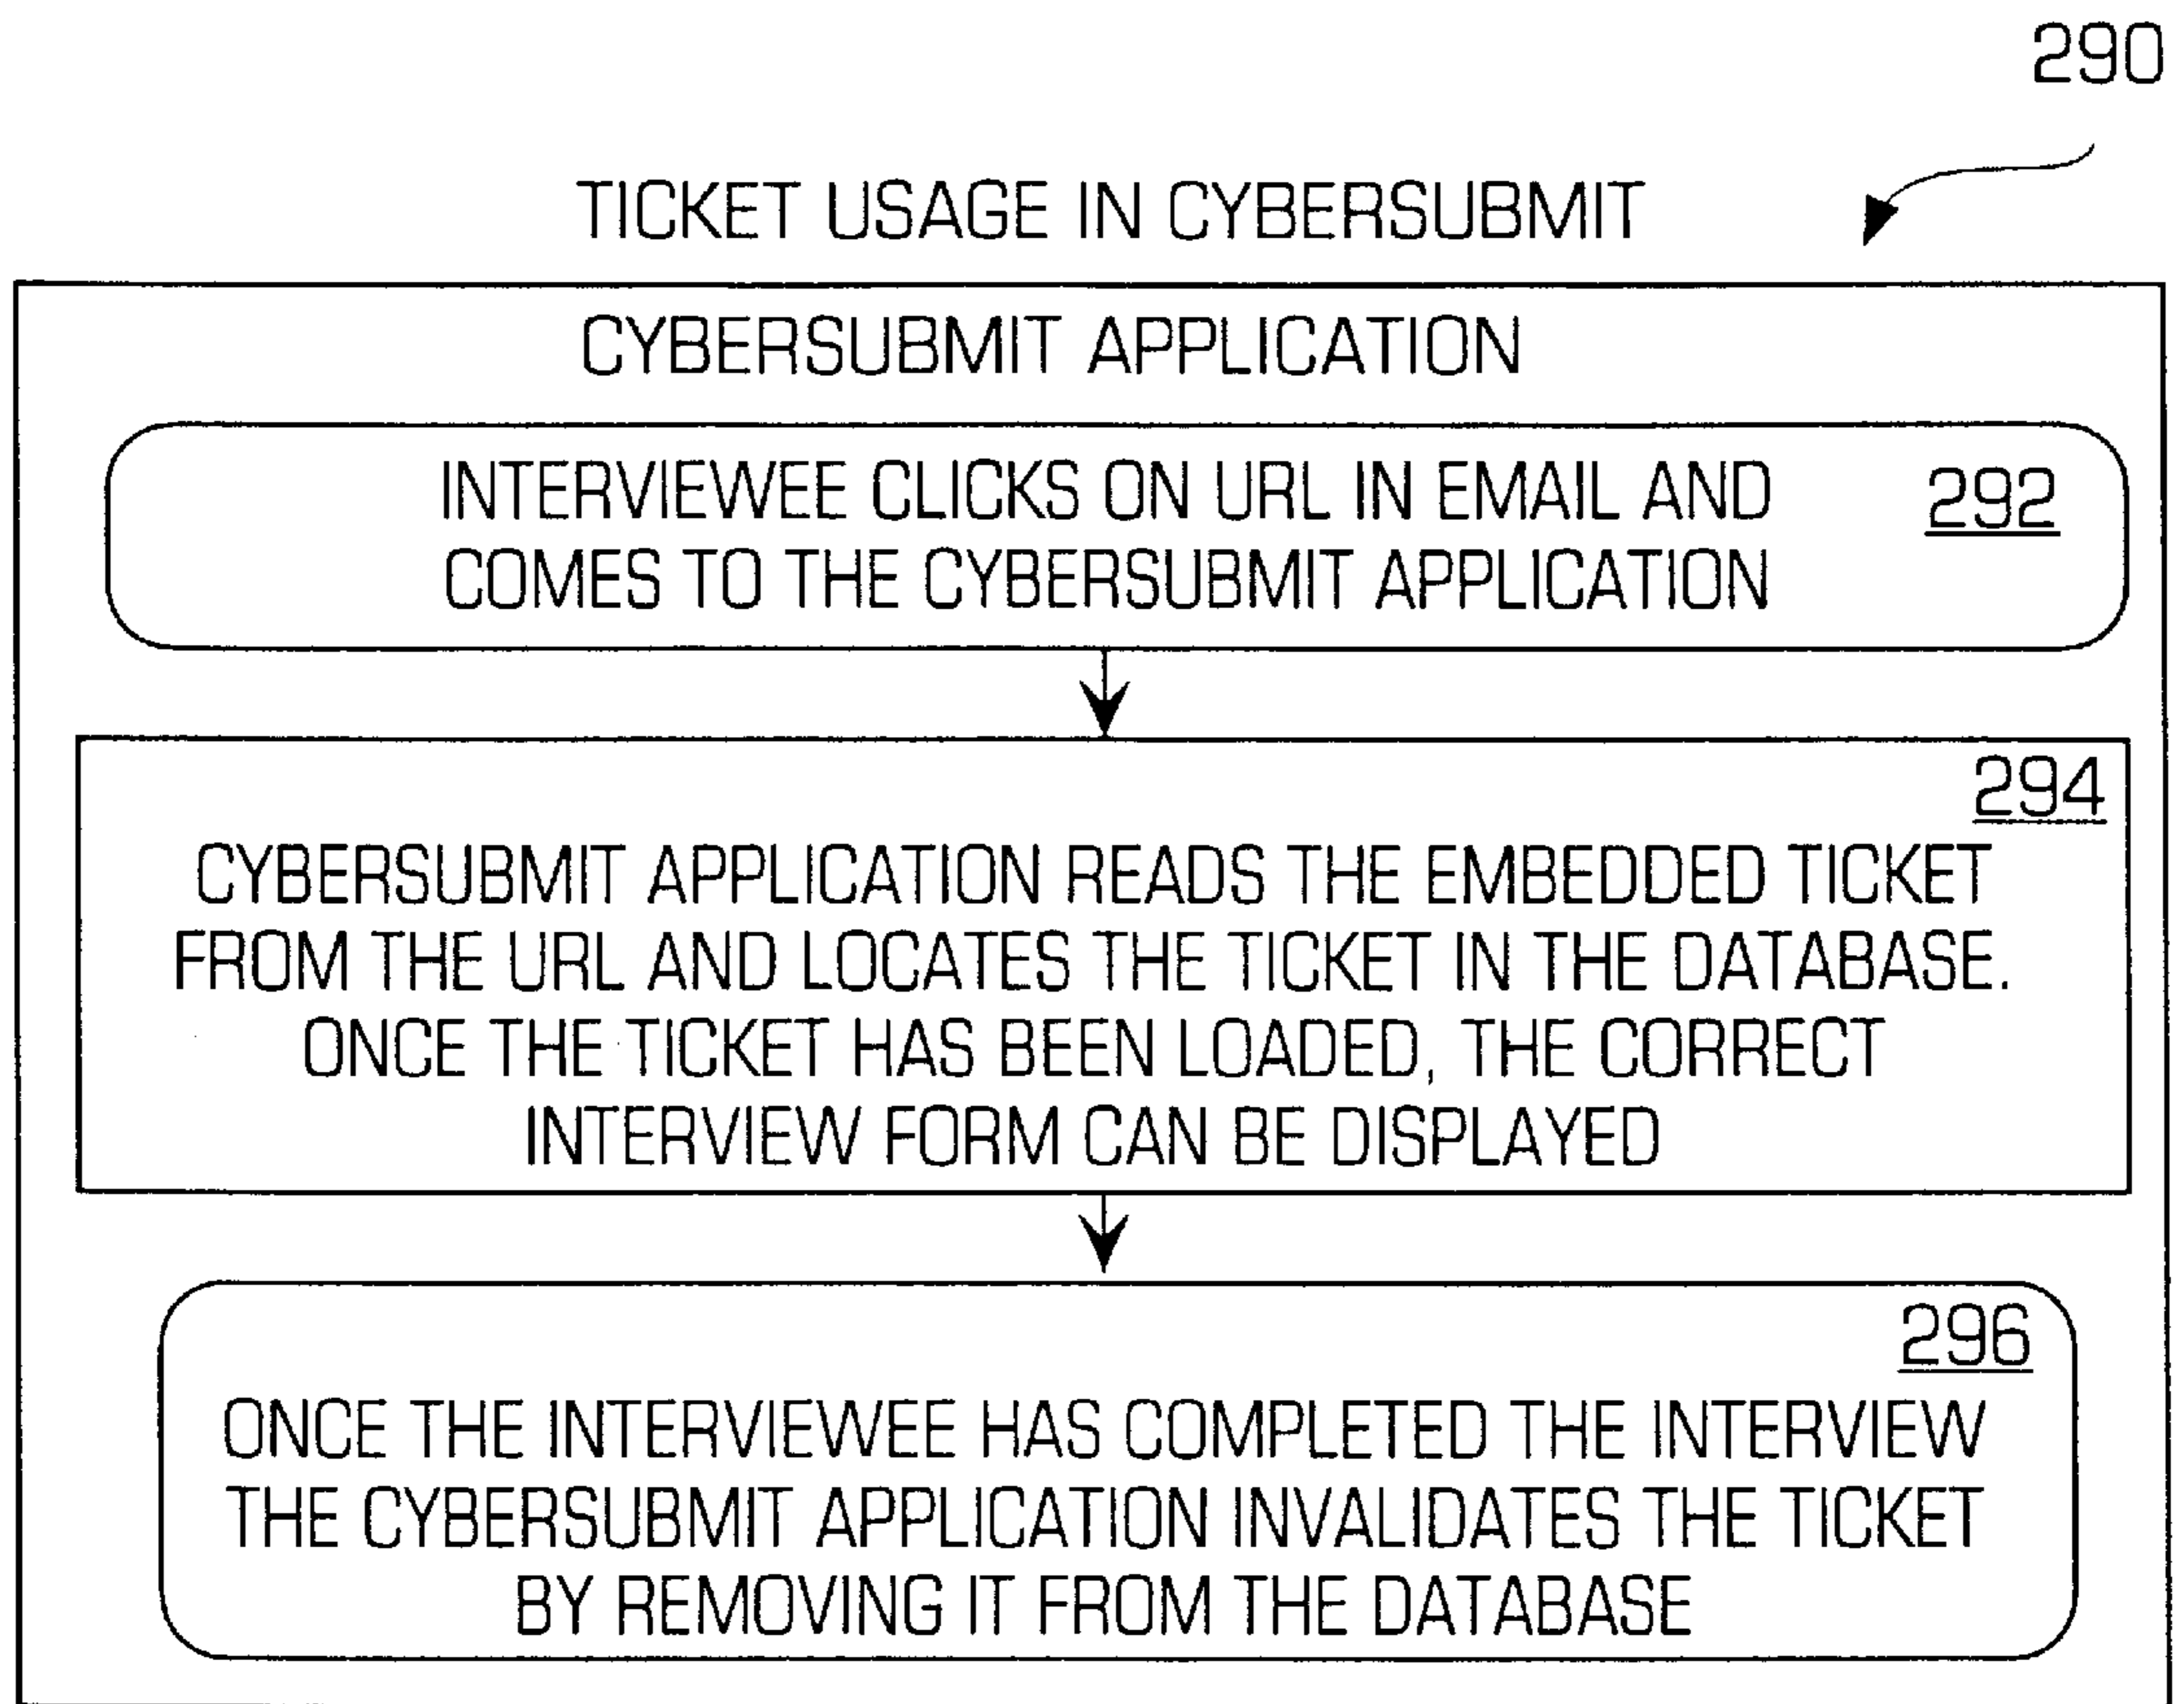 290
TICKET USAGE IN CYBERSUBMIT
CYBERSUBMIT APPLICATION
INTERVIEWEE CLICKS ON URL IN EMAIL AND
292
COMES TO THE CYBERSUBMIT APPLICATION
294
CYBERSUBMIT APPLICATION READS THE EMBEDDED TICKET
FROM THE URL AND LOCATES THE TICKET IN THE DATABASE.
ONCE THE TICKET HAS BEEN LOADED, THE CORRECT
INTERVIEW FORM CAN BE DISPLAYED
296
ONCE THE INTERVIEWEE HAS COMPLETED THE INTERVIEW
THE CYBERSUBMIT APPLICATION INVALIDATES THE TICKET
BY REMOVING IT FROM THE DATABASE